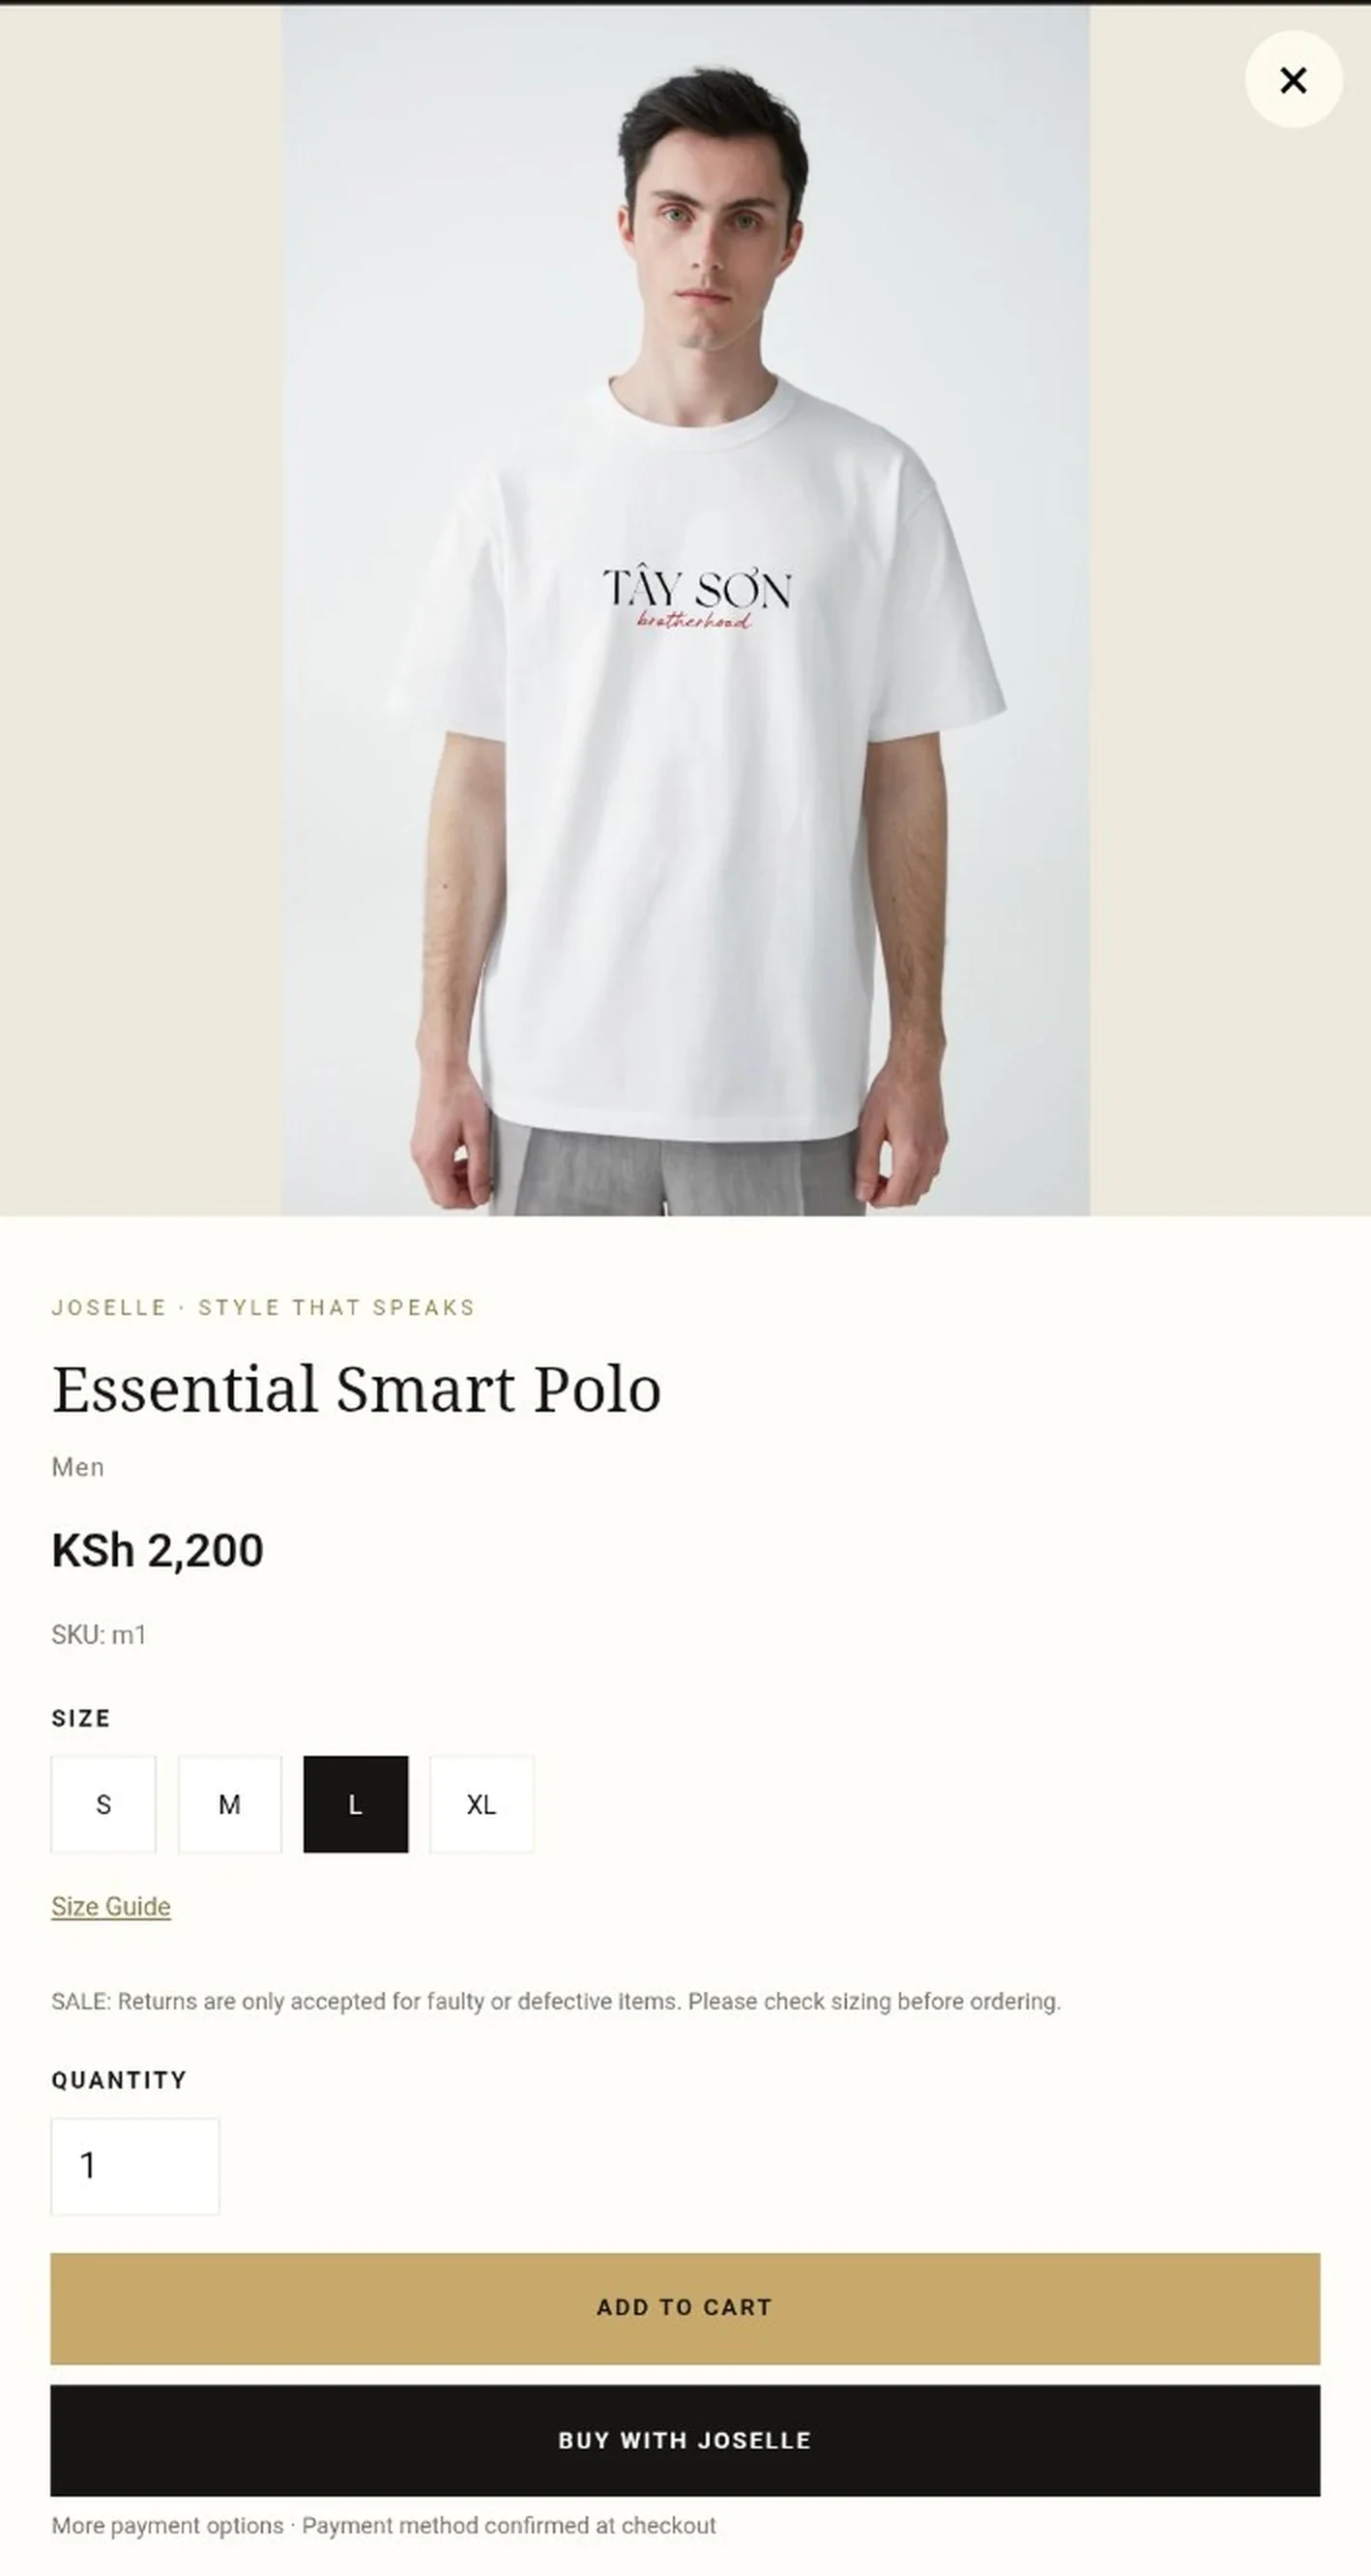 TÂY SƠN
brotherhood
JOSELLE · STYLE THAT SPEAKS
Essential Smart Polo
Men
KSh 2,200
SKU: m1
SIZE
S M L XL
Size Guide
SALE: Returns are only accepted for faulty or defective items. Please check sizing before ordering.
QUANTITY
1
ADD TO CART
BUY WITH JOSELLE
More payment options · Payment method confirmed at checkout